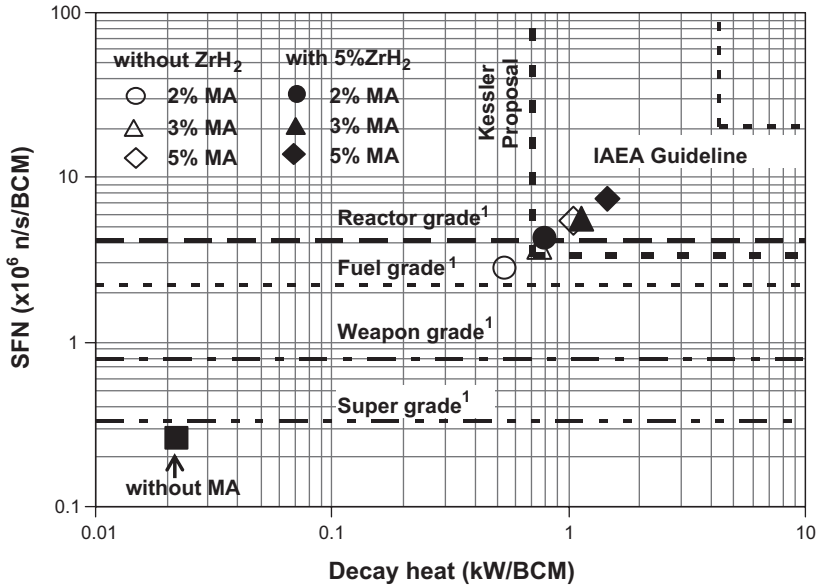 100
without ZrH₂ with 5%ZrH₂
2% MA 2% MA
3% MA 3% MA
5% MA 5% MA
Kessler
Proposal
IAEA Guideline
10
Reactor grade¹
Fuel grade¹
1
Weapon grade¹
Super grade¹
without MA
0.1
0.01 0.1 1 10
SFN (x10⁶ n/s/BCM)
Decay heat (kW/BCM)